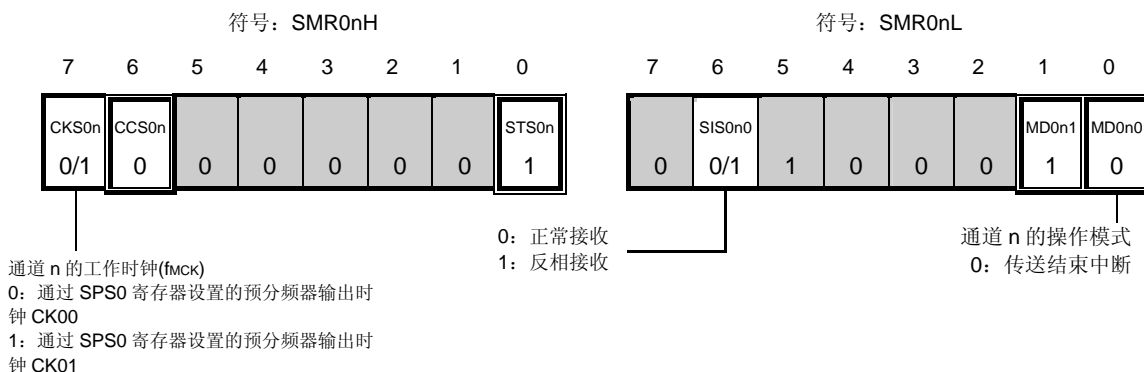 符号：SMR0nH
符号：SMR0nL
7 6 5 4 3 2 1 0
7 6 5 4 3 2 1 0
CKS0n CCS0n STS0n
0/1 0 0 0 0 0 0 1
SIS0n0 MD0n1 MD0n0
0 0/1 1 0 0 0 1 0
0：正常接收
1：反相接收
通道 n 的操作模式
0：传送结束中断
通道 n 的工作时钟(fMCK)
0：通过 SPS0 寄存器设置的预分频器输出时
钟 CK00
1：通过 SPS0 寄存器设置的预分频器输出时
钟 CK01